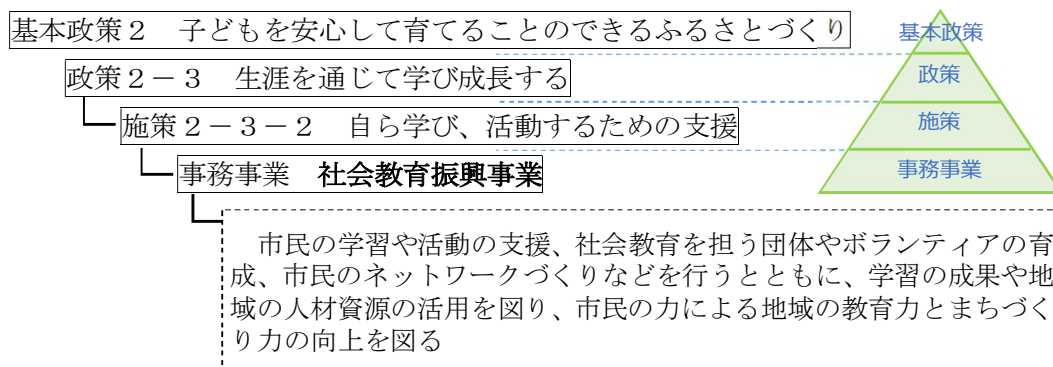 基本政策２　子どもを安心して育てることのできるふるさとづくり
政策２－３　生涯を通じて学び成長する
施策２－３－２　自ら学び、活動するための支援
事務事業　社会教育振興事業
市民の学習や活動の支援、社会教育を担う団体やボランティアの育
成、市民のネットワークづくりなどを行うとともに、学習の成果や地
域の人材資源の活用を図り、市民の力による地域の教育力とまちづく
り力の向上を図る
基本政策
政策
施策
事務事業